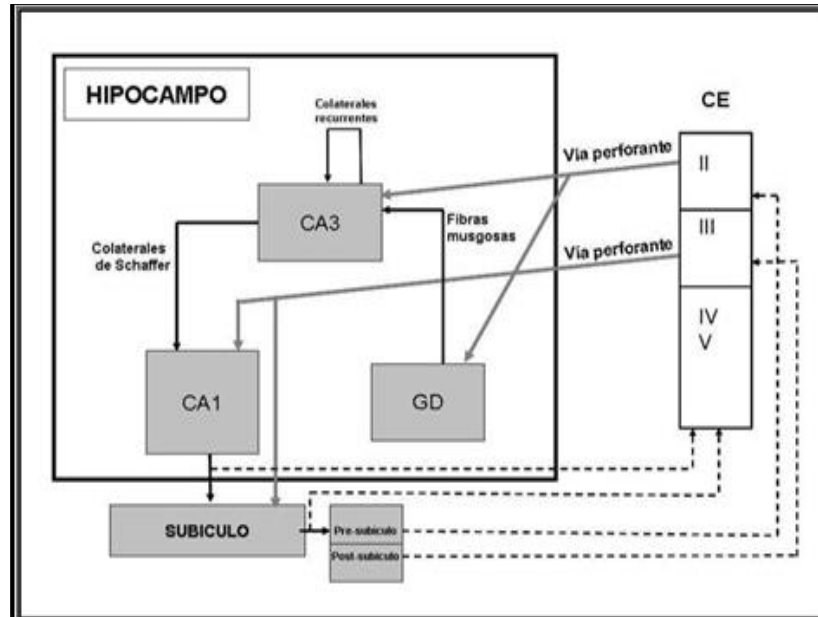 HIPOCAMPO
Colaterales
recurrentes
CE
Vía perforante
II
CA3
Fibras
musgosas
III
Colaterales
de Schaffer
Vía perforante
IV
V
CA1
GD
SUBICULO
Pre-subiculo
Post-subiculo